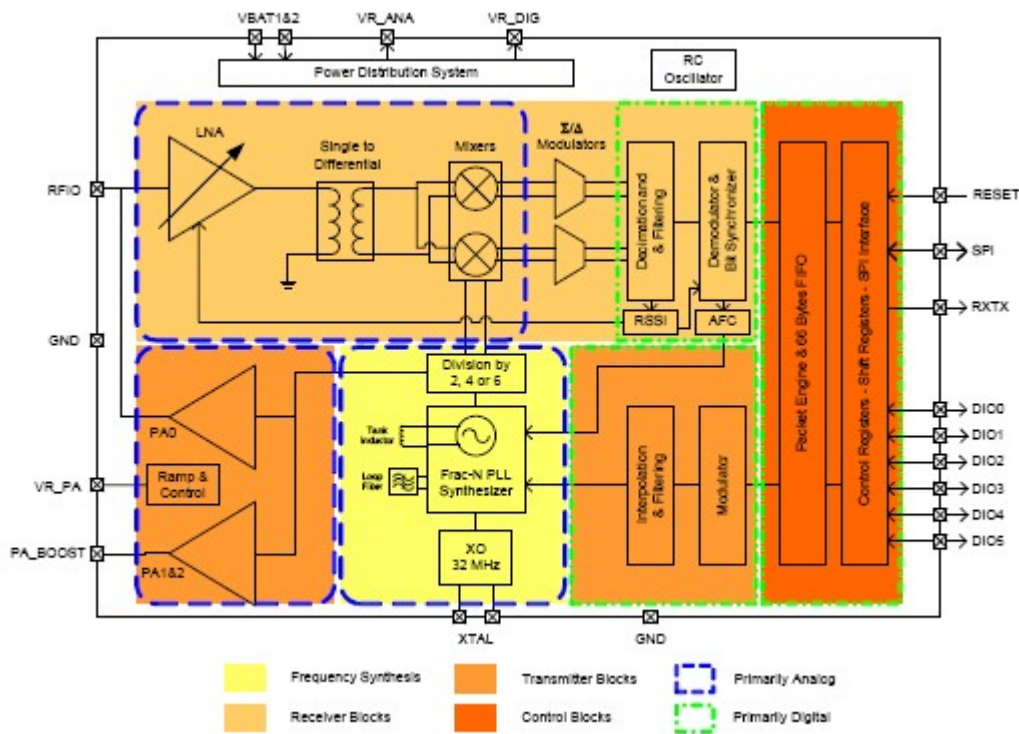 VBAT1&2
VR_ANA
VR_DIG
Power Distribution System
RC
Oscillator
LNA
Single to
Differential
Mixers
Σ/Δ
Modulators
RFIO
Decimation and
& Filtering
Demodulator &
Bit Synchronizer
RSSI
AFC
Packet Engine & 66 Bytes FIFO
Control Registers - Shift Registers - SPI Interface
RESET
SPI
RXTX
GND
Division by
2, 4 or 6
PA0
Tank
Inductor
Frac-N PLL
Synthesizer
Loop
Filter
Interpolation
& Filtering
Modulator
DIO0
DIO1
DIO2
DIO3
DIO4
DIO5
VR_PA
Ramp &
Control
PA_BOOST
PA1&2
XO
32 MHz
XTAL
GND
Frequency Synthesis
Transmitter Blocks
Primarily Analog
Receiver Blocks
Control Blocks
Primarily Digital